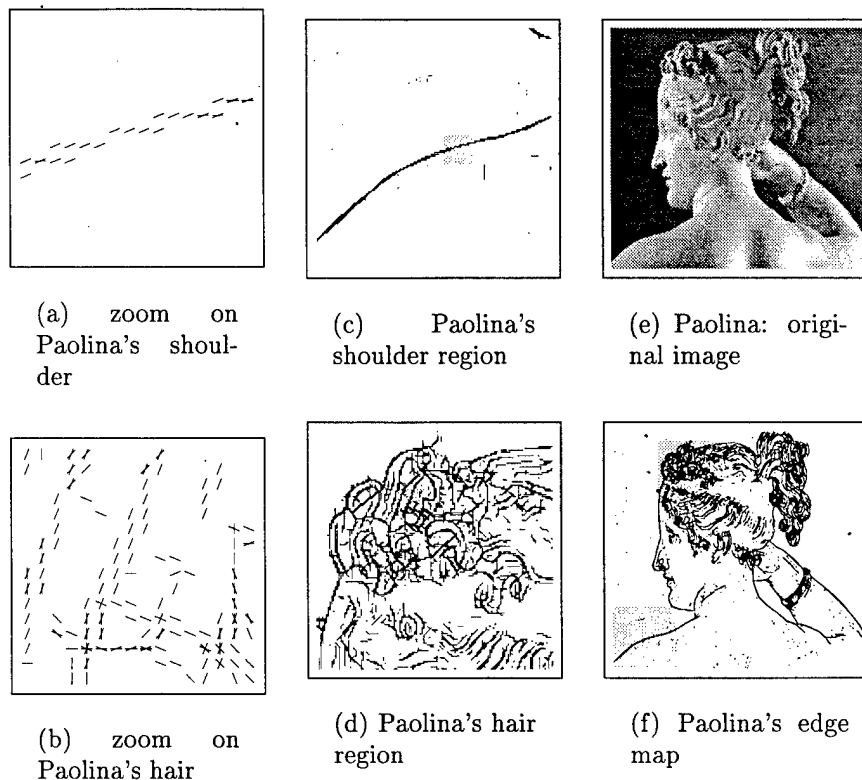 (a) zoom on
Paolina's shoul-
der
(c) Paolina's
shoulder region
(e) Paolina: origi-
nal image
(b) zoom on
Paolina's hair
(d) Paolina's hair
region
(f) Paolina's edge
map